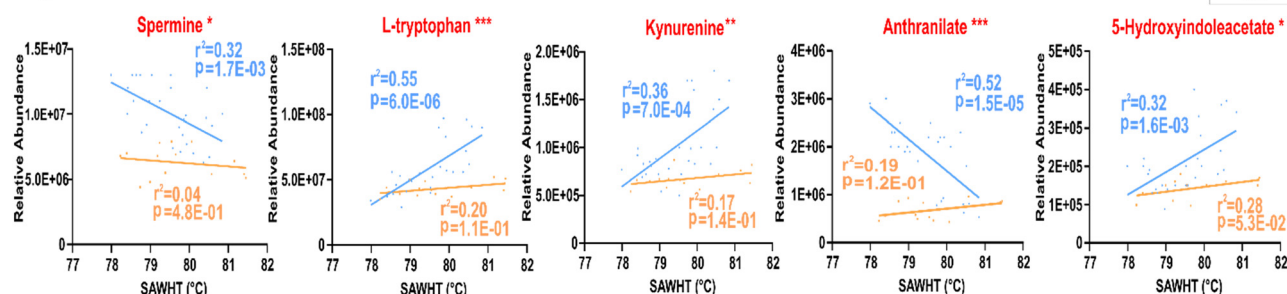 Spermine *
Relative Abundance
1.5E+07
1.0E+07
5.0E+06
0
r²=0.32
p=1.7E-03
r²=0.04
p=4.8E-01
77 78 79 80 81 82
SAWHT (°C)
L-tryptophan ***
Relative Abundance
1.5E+08
1.0E+08
5.0E+07
0
r²=0.55
p=6.0E-06
r²=0.20
p=1.1E-01
77 78 79 80 81 82
SAWHT (°C)
Kynurenine**
Relative Abundance
2.0E+06
1.5E+06
1.0E+06
5.0E+05
0
r²=0.36
p=7.0E-04
r²=0.17
p=1.4E-01
77 78 79 80 81 82
SAWHT (°C)
Anthranilate ***
Relative Abundance
4E+06
3E+06
2E+06
1E+06
0
r²=0.52
p=1.5E-05
r²=0.19
p=1.2E-01
77 78 79 80 81 82
SAWHT (°C)
5-Hydroxyindoleacetate *
Relative Abundance
5E+05
4E+05
3E+05
2E+05
1E+05
0
r²=0.32
p=1.6E-03
r²=0.28
p=5.3E-02
77 78 79 80 81 82
SAWHT (°C)